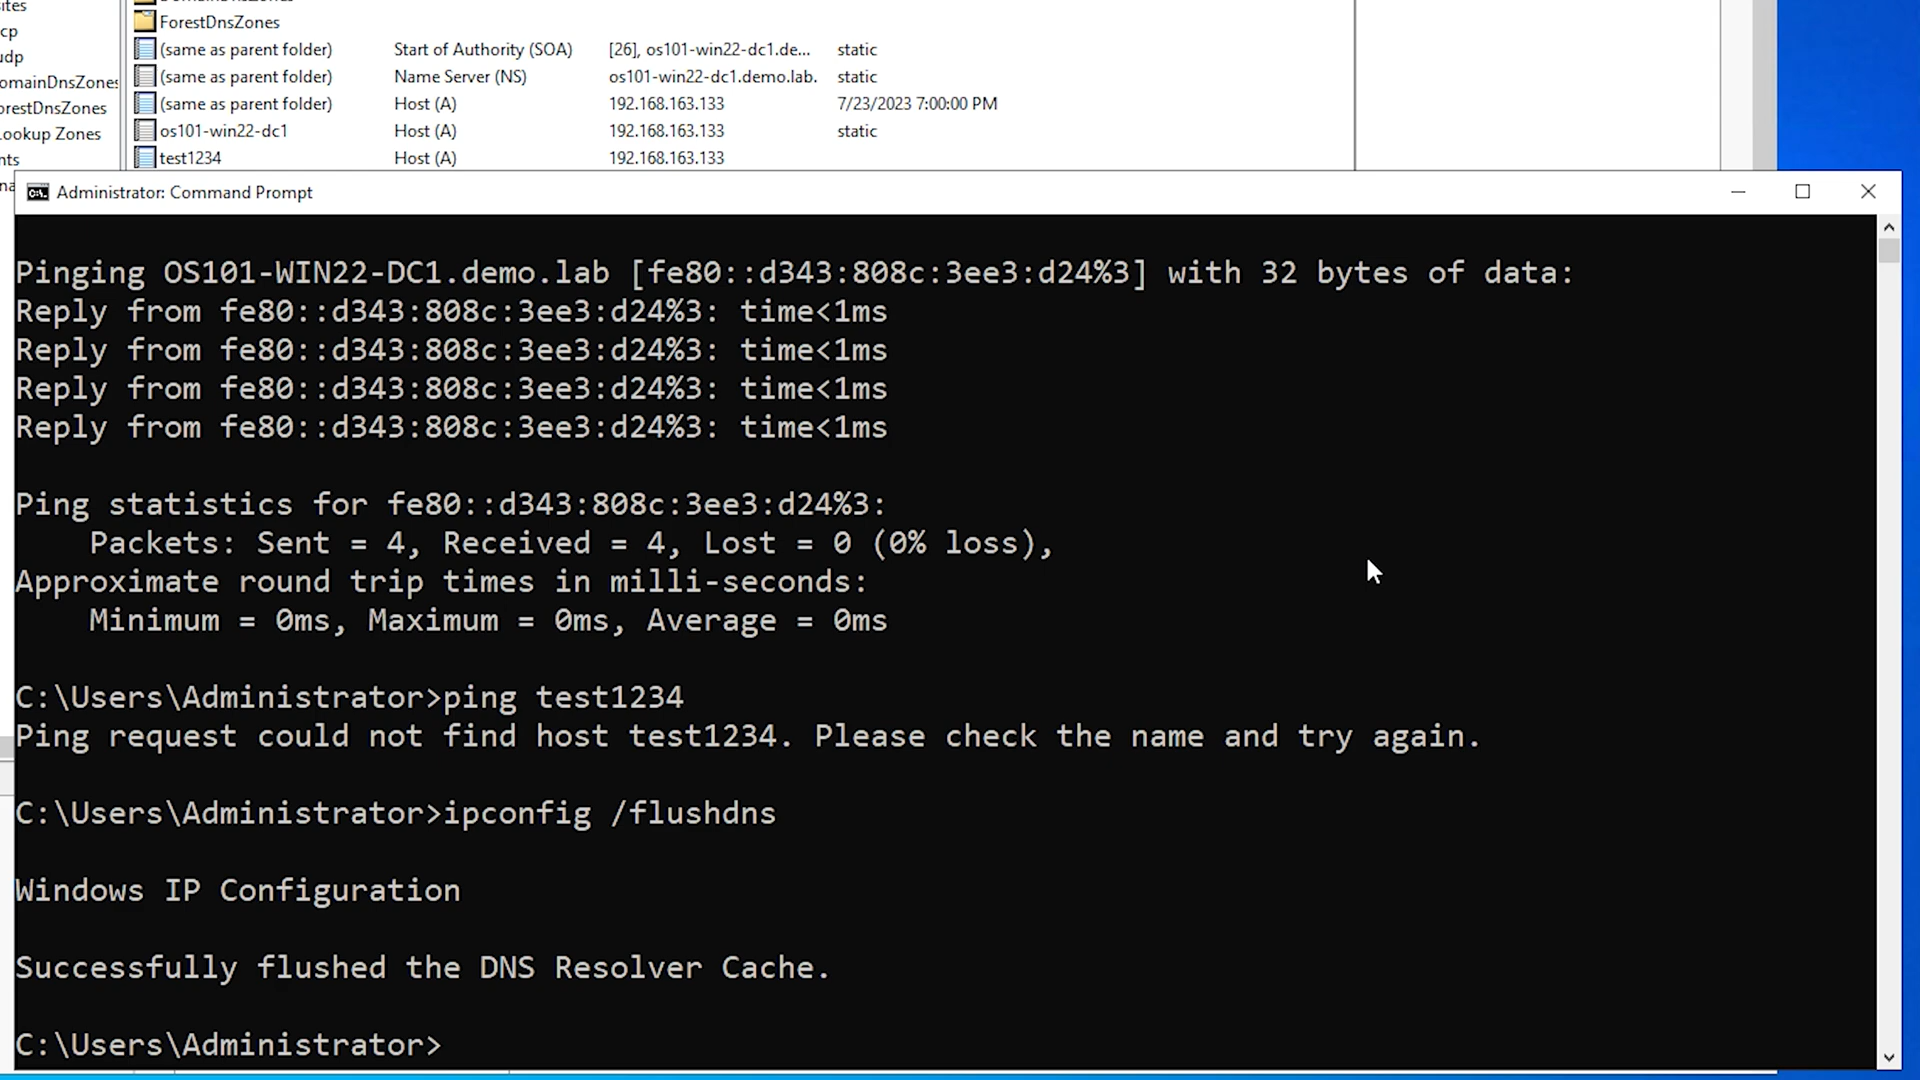 ites
cp
udp
omainDnsZones
orestDnsZones
Lookup Zones
nts
ForestDnsZones
(same as parent folder) Start of Authority (SOA) [26], os101-win22-dc1.de... static
(same as parent folder) Name Server (NS) os101-win22-dc1.demo.lab. static
(same as parent folder) Host (A) 192.168.163.133 7/23/2023 7:00:00 PM
os101-win22-dc1 Host (A) 192.168.163.133 static
test1234 Host (A) 192.168.163.133
Administrator: Command Prompt
Pinging OS101-WIN22-DC1.demo.lab [fe80::d343:808c:3ee3:d24%3] with 32 bytes of data:
Reply from fe80::d343:808c:3ee3:d24%3: time<1ms
Reply from fe80::d343:808c:3ee3:d24%3: time<1ms
Reply from fe80::d343:808c:3ee3:d24%3: time<1ms
Reply from fe80::d343:808c:3ee3:d24%3: time<1ms
Ping statistics for fe80::d343:808c:3ee3:d24%3:
Packets: Sent = 4, Received = 4, Lost = 0 (0% loss),
Approximate round trip times in milli-seconds:
Minimum = 0ms, Maximum = 0ms, Average = 0ms
C:\Users\Administrator>ping test1234
Ping request could not find host test1234. Please check the name and try again.
C:\Users\Administrator>ipconfig /flushdns
Windows IP Configuration
Successfully flushed the DNS Resolver Cache.
C:\Users\Administrator>